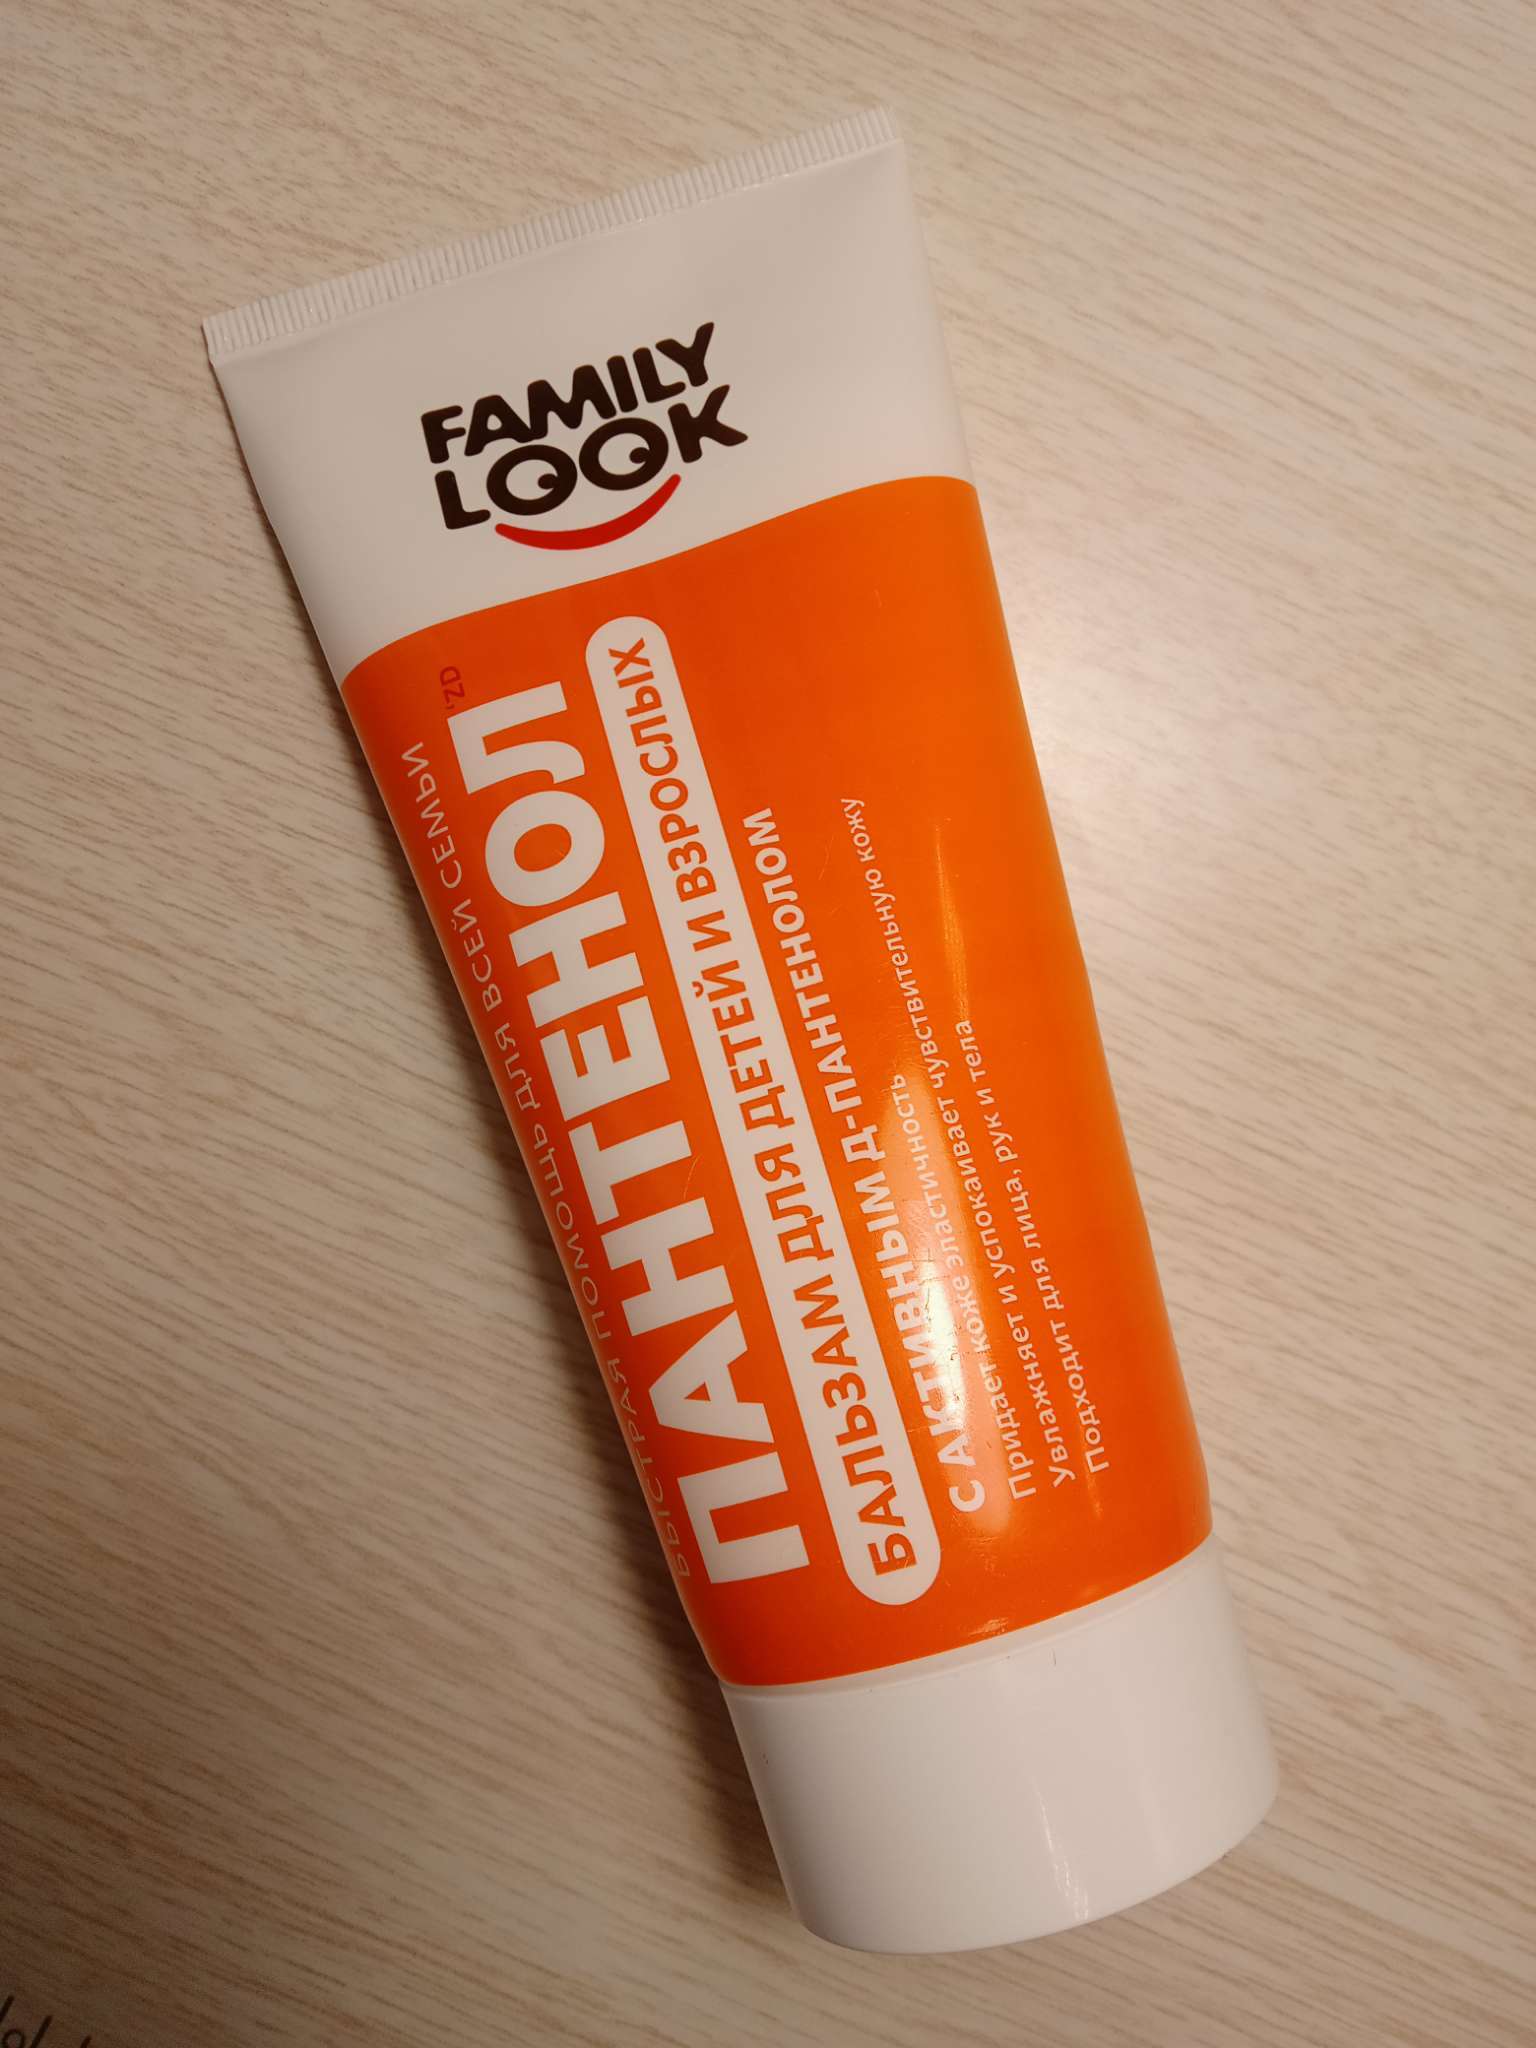 FAMILY
LOOK
БЫСТРАЯ ПОМОЩЬ ДЛЯ ВСЕЙ СЕМЬИ
ПАНТЕНОЛ
БАЛЬЗАМ ДЛЯ ДЕТЕЙ И ВЗРОСЛЫХ
С АКТИВНЫМ Д-ПАНТЕНОЛОМ
Придает коже эластичность
Увлажняет и успокаивает чувствительную кожу
Подходит для лица, рук и тела